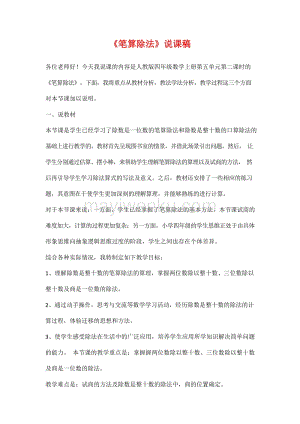 《笔算除法》说课稿
各位老师好！今天我说课的内容是人教版四年级数学上册第五单元第二课时的
《笔算除法》。下面，我将重点从教材分析，教法学法分析，教学过程这三个方面
对本节课加以说明。
一、说教材
本节课是学生已经学习了除数是一位数的笔算除法和除数是整十数的口算除法的
基础上进行的教学。教材首先呈现图书馆借书的场景，并借此场景引出问题。然后，让
学生分别通过估算、摆小棒，来帮助学生理解笔算除法的算理以及试商的方法，然
后再引导学生学习除法算式的写法及意义。之后，教材还安排了一些相应的练习
题，其意图在于使学生更加深刻的理解算理，并能够熟练的进行计算。
对于本节课来说：一方面，学生已经掌握了笔算除法的基本方法；本节课试商的
难度加大，计算的过程更加复杂。另一方面，小学四年级的学生思维水平正处于由具
体形象思维向抽象逻辑思维过度的阶段，学生之间存在个体差异。
结合各种实际情况，我特制定如下教学目标：
1、理解除数是整十数的笔算除法的算理，掌握两位数除以整十数、三位数除以
整十数及商是一位数的除法。
2、通过动手操作、思考与交流等数学学习活动，经历除数是整十数的除法的计
算过程，体验迁移的思想和方法。
3、使学生感受除法在生活中的广泛应用，培养学生应用所学知识解决简单问题
的能力。 本节课的教学重点是：掌握掌两位数除以整十数、三位数除以整十数
及商是一位数的除法。
教学难点是：试商的方法及除数是整十数的除法中，商的位置确定。